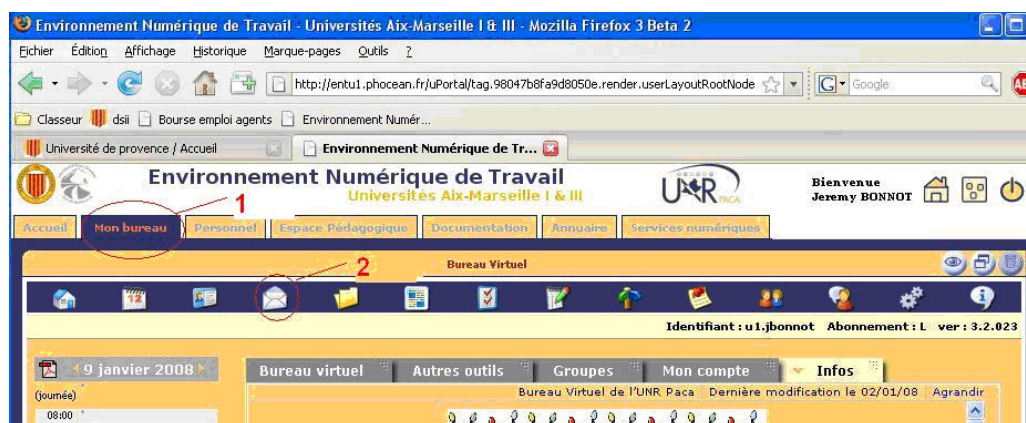 Environnement Numérique de Travail - Universités Aix-Marseille I & III - Mozilla Firefox 3 Beta 2
Fichier Édition Affichage Historique Marque-pages Outils ?
http://entu1.phocean.fr/uPortal/tag.98047b8fa9d8050e.render.userLayoutRootNode G Google
Classeur dsii Bourse emploi agents Environnement Numér...
Université de provence / Accueil Environnement Numérique de Tr...
Environnement Numérique de Travail
Universités Aix-Marseille I & III
UNR PACA
Bienvenue
Jeremy BONNOT
1
Accueil Mon bureau Personnel Espace Pédagogique Documentation Annuaire Services numériques
2
Bureau Virtuel
12
Identifiant : u1.jbonnot Abonnement : L ver : 3.2.023
9 janvier 2008 Bureau virtuel Autres outils Groupes Mon compte Infos
(journée) Bureau Virtuel de l'UNR Paca Dernière modification le 02/01/08 Agrandir
08:00